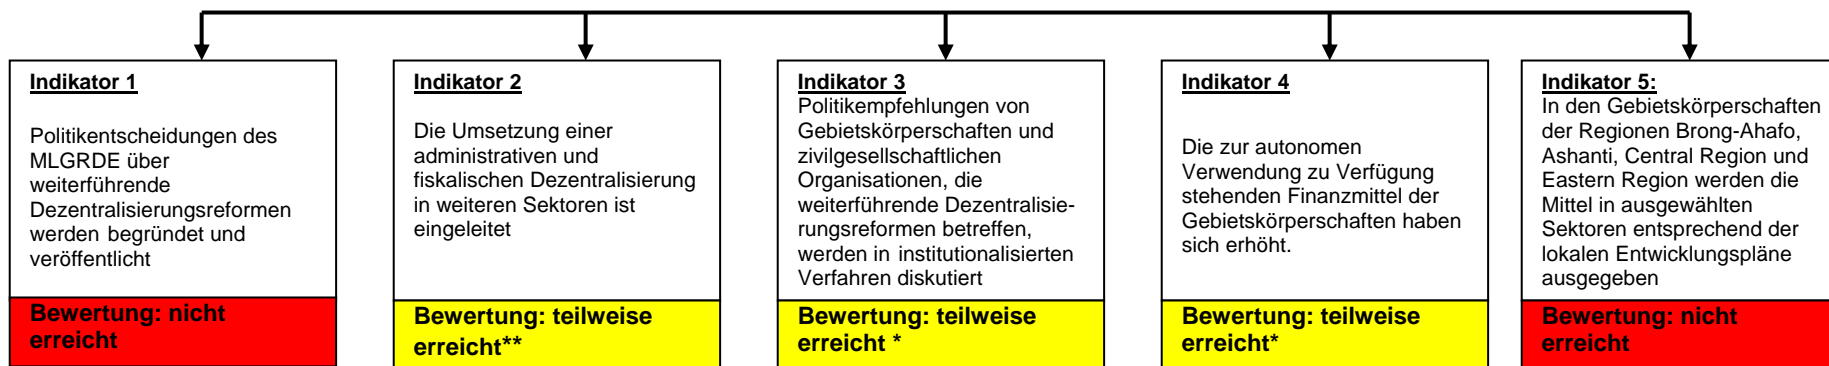 Indikator 1
Politikentscheidungen des
MLGRDE über
weiterführende
Dezentralisierungsreformen
werden begründet und
veröffentlicht
Bewertung: nicht
erreicht
Indikator 2
Die Umsetzung einer
administrativen und
fiskalischen Dezentralisierung
in weiteren Sektoren ist
eingeleitet
Bewertung: teilweise
erreicht**
Indikator 3
Politikempfehlungen von
Gebietskörperschaften und
zivilgesellschaftlichen
Organisationen, die
weiterführende Dezentralisie-
rungsreformen betreffen,
werden in institutionalisierten
Verfahren diskutiert
Bewertung: teilweise
erreicht *
Indikator 4
Die zur autonomen
Verwendung zu Verfügung
stehenden Finanzmittel der
Gebietskörperschaften haben
sich erhöht.
Bewertung: teilweise
erreicht*
Indikator 5:
In den Gebietskörperschaften
der Regionen Brong-Ahafo,
Ashanti, Central Region und
Eastern Region werden die
Mittel in ausgewählten
Sektoren entsprechend der
lokalen Entwicklungspläne
ausgegeben
Bewertung: nicht
erreicht